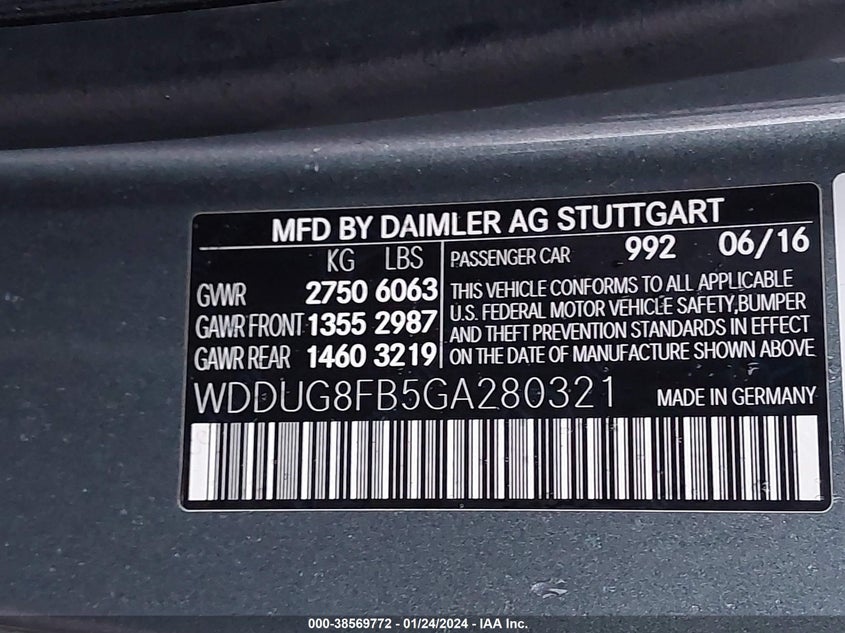 MFD BY DAIMLER AG STUTTGART
KG LBS
GVWR 2750 6063
GAWR FRONT 1355 2987
GAWR REAR 1460 3219
PASSENGER CAR 992 06/16
THIS VEHICLE CONFORMS TO ALL APPLICABLE
U.S. FEDERAL MOTOR VEHICLE SAFETY,BUMPER
AND THEFT PREVENTION STANDARDS IN EFFECT
ON THE DATE OF MANUFACTURE SHOWN ABOVE
WDDUG8FB5GA280321 MADE IN GERMANY
000-38569772 - 01/24/2024 - IAA Inc.